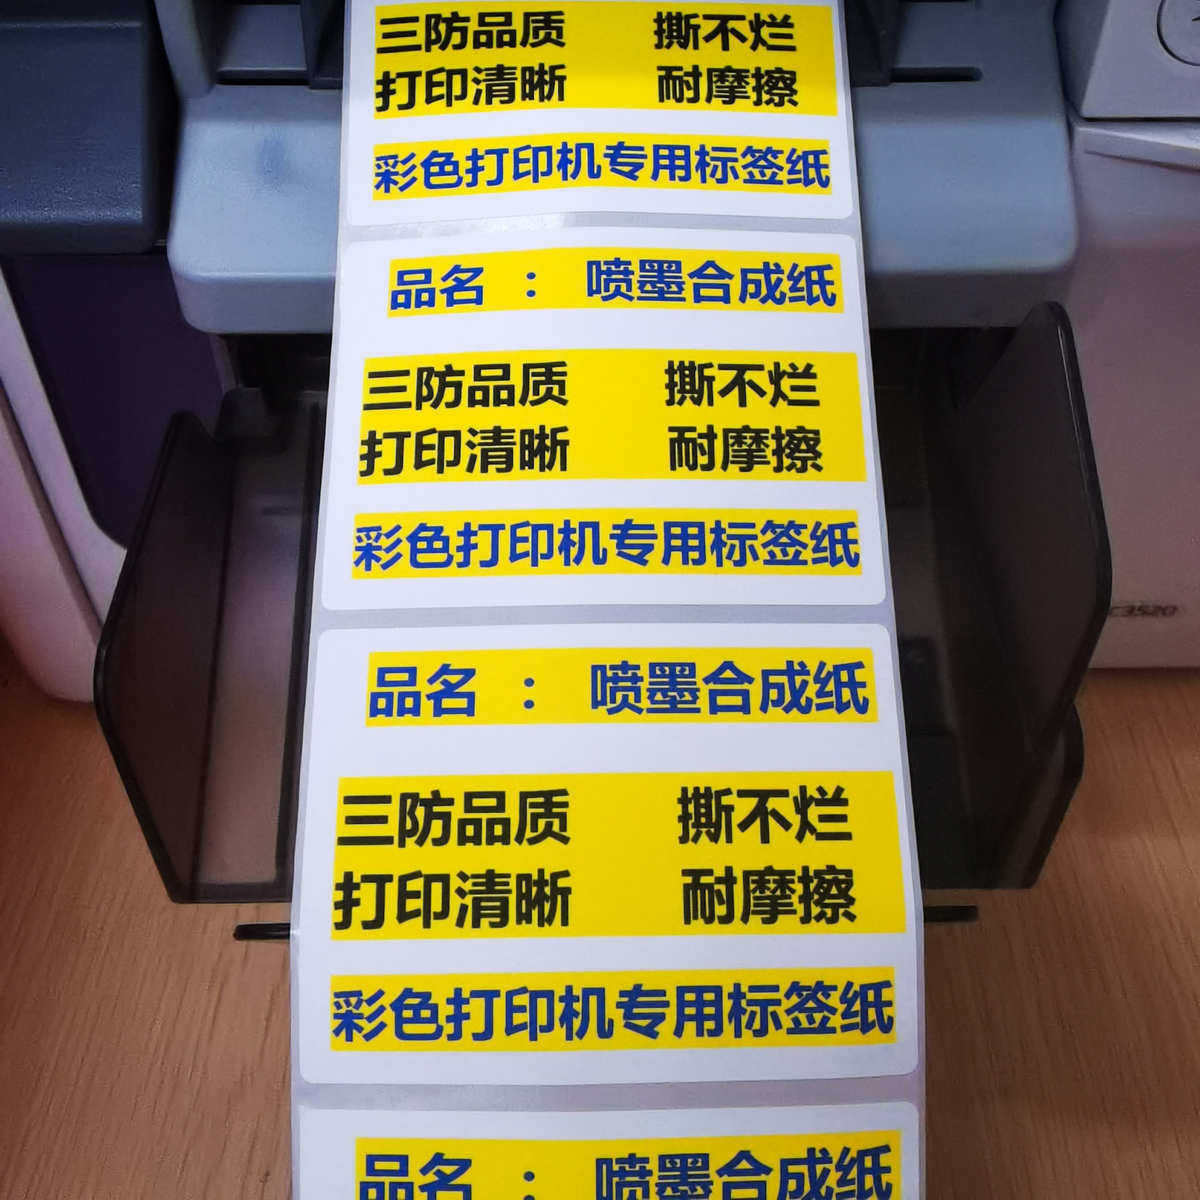 三防品质 撕不烂
打印清晰 耐摩擦
彩色打印机专用标签纸
品名 : 喷墨合成纸
三防品质 撕不烂
打印清晰 耐摩擦
彩色打印机专用标签纸
C3520
品名 : 喷墨合成纸
三防品质 撕不烂
打印清晰 耐摩擦
彩色打印机专用标签纸
品名 : 喷墨合成纸